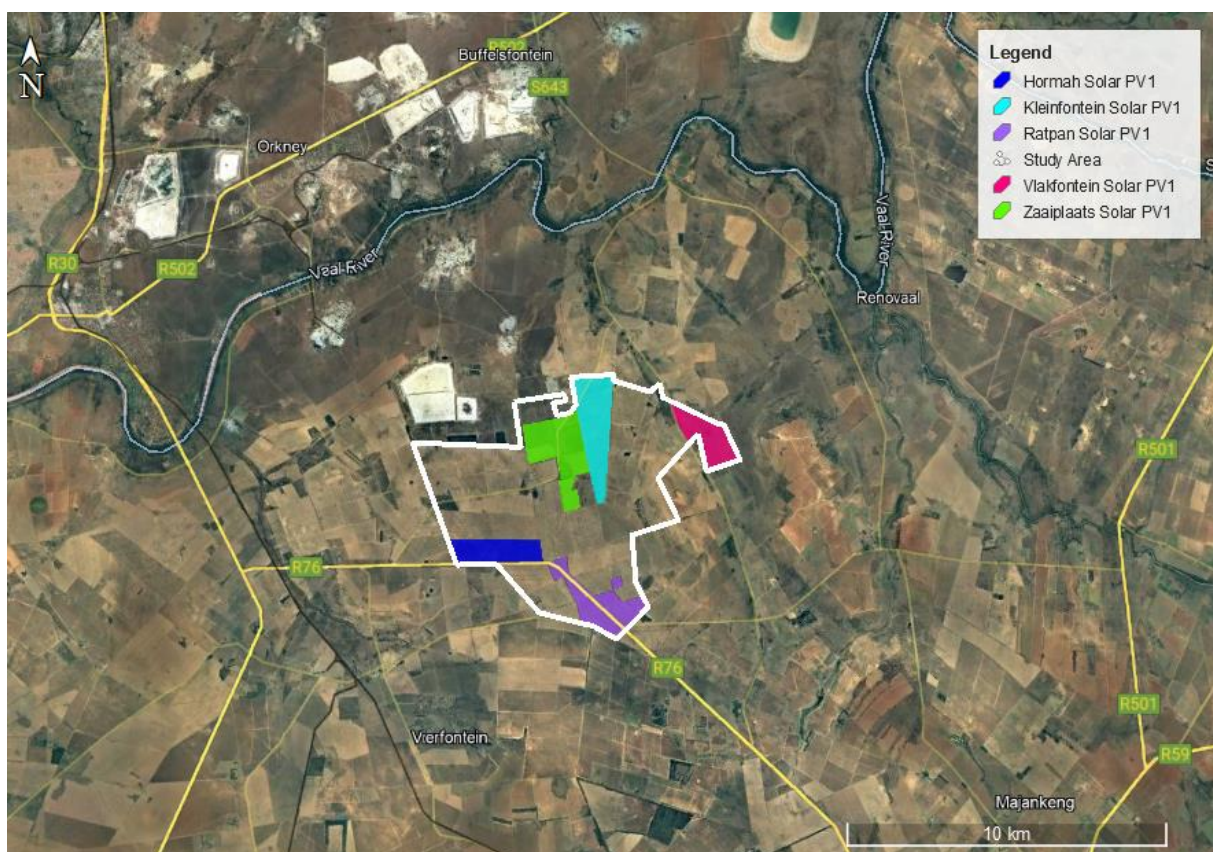 N
Buffelsfontein
R502
S643
Orkney
Vaal River
R30
R502
Vaal River
Renovaal
R76
R76
R501
R501
R59
Vierfontein
Majankeng
10 km
Legend
Hormah Solar PV1
Kleinfontein Solar PV1
Ratpan Solar PV1
Study Area
Vlakfontein Solar PV1
Zaaiplaats Solar PV1